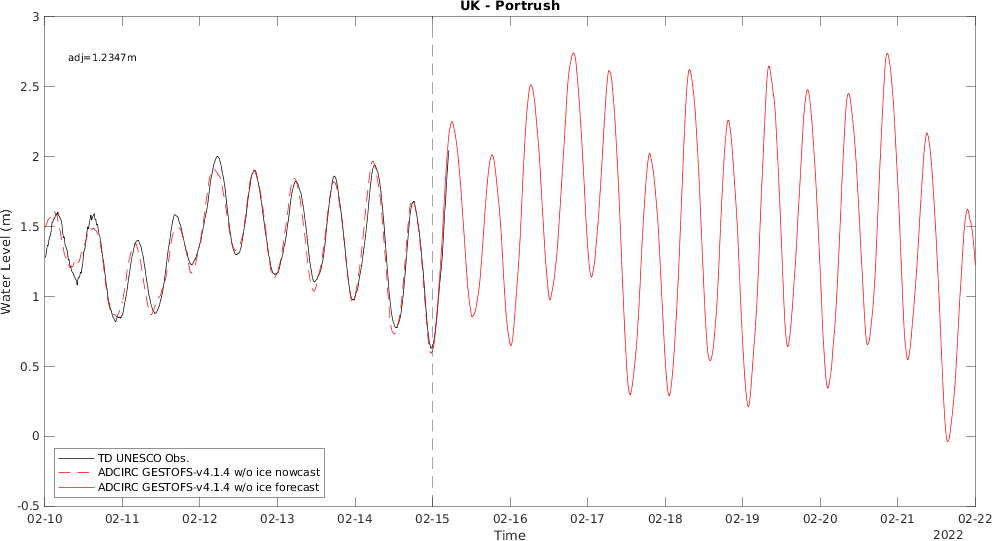 UK - Portrush
adj=1.2347m
Water Level (m)
3
2.5
2
1.5
1
0.5
0
-0.5
TD UNESCO Obs.
ADCIRC GESTOFS-v4.1.4 w/o ice nowcast
ADCIRC GESTOFS-v4.1.4 w/o ice forecast
02-10 02-11 02-12 02-13 02-14 02-15 02-16 02-17 02-18 02-19 02-20 02-21 02-22
Time
2022